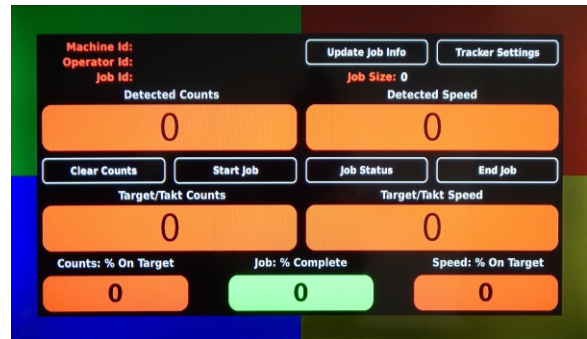 Machine Id:
Operator Id:
Job Id:
Update Job Info
Tracker Settings
Job Size: 0
Detected Counts
Detected Speed
0
0
Clear Counts
Start Job
Job Status
End Job
Target/Takt Counts
Target/Takt Speed
0
0
Counts: % On Target
Job: % Complete
Speed: % On Target
0
0
0